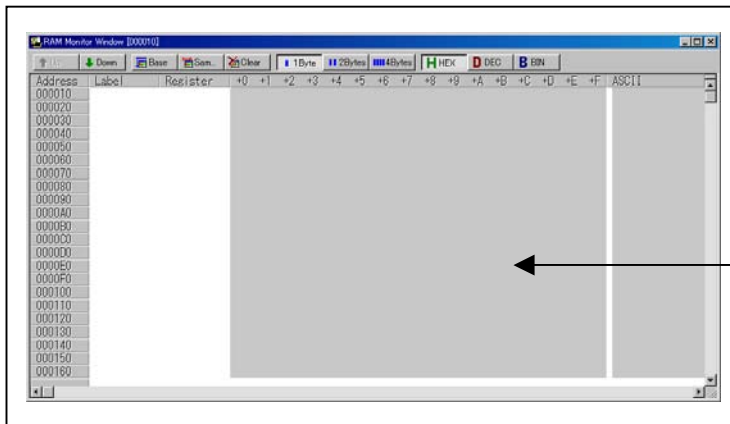 RAM Monitor Window [000010]
Up Down Base Sam.. Clear 1Byte 2Bytes 4Bytes H HEX D DEC B BIN
Address Label Register +0 +1 +2 +3 +4 +5 +6 +7 +8 +9 +A +B +C +D +E +F ASCII +F
000010
000020
000030
000040
000050
000060
000070
000080
000090
0000A0
0000B0
0000C0
0000D0
0000E0
0000F0
000100
000110
000120
000130
000140
000150
000160